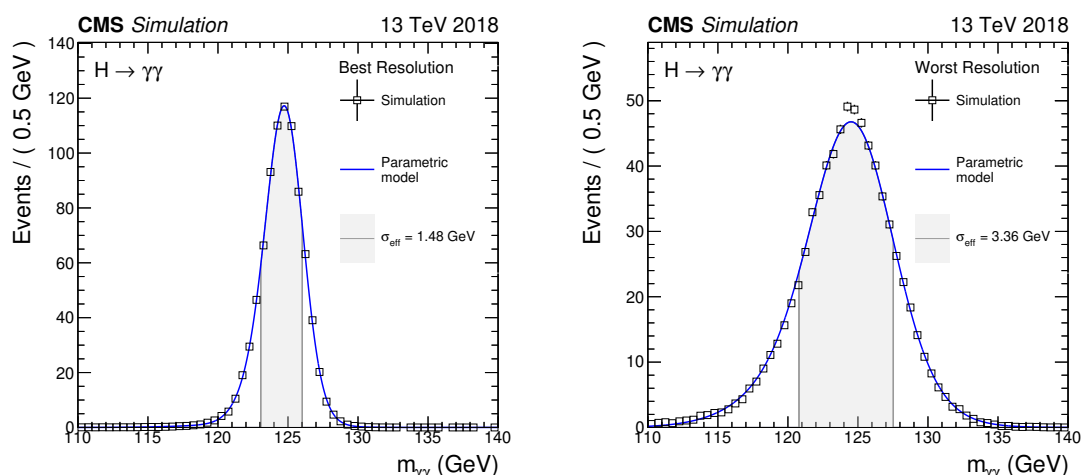 CMS Simulation 13 TeV 2018
H → γγ
Best Resolution
Simulation
Parametric
model
σeff = 1.48 GeV
Events / ( 0.5 GeV )
140
120
100
80
60
40
20
0
110 115 120 125 130 135 140
mγγ (GeV)
CMS Simulation 13 TeV 2018
H → γγ
Worst Resolution
Simulation
Parametric
model
σeff = 3.36 GeV
Events / ( 0.5 GeV )
50
40
30
20
10
0
110 115 120 125 130 135 140
mγγ (GeV)